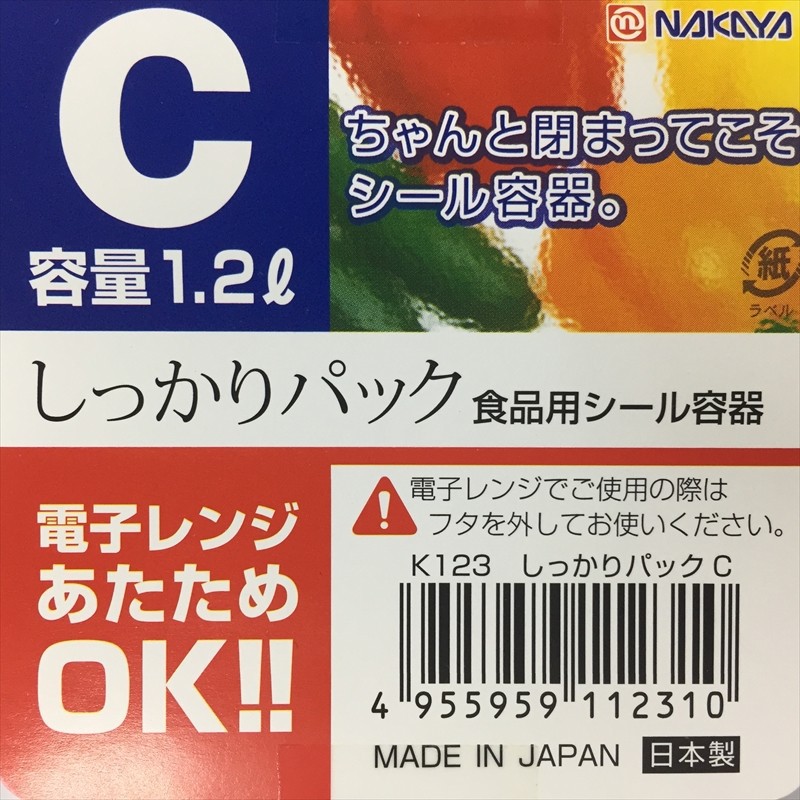 C
容量1.2ℓ
NAKAYA
ちゃんと閉まってこそ
シール容器。
紙
ラベル
しっかりパック 食品用シール容器
電子レンジ
あたため
OK!!
電子レンジでご使用の際は
フタを外してお使いください。
K123 しっかりパックC
4 955959 112310
MADE IN JAPAN 日本製